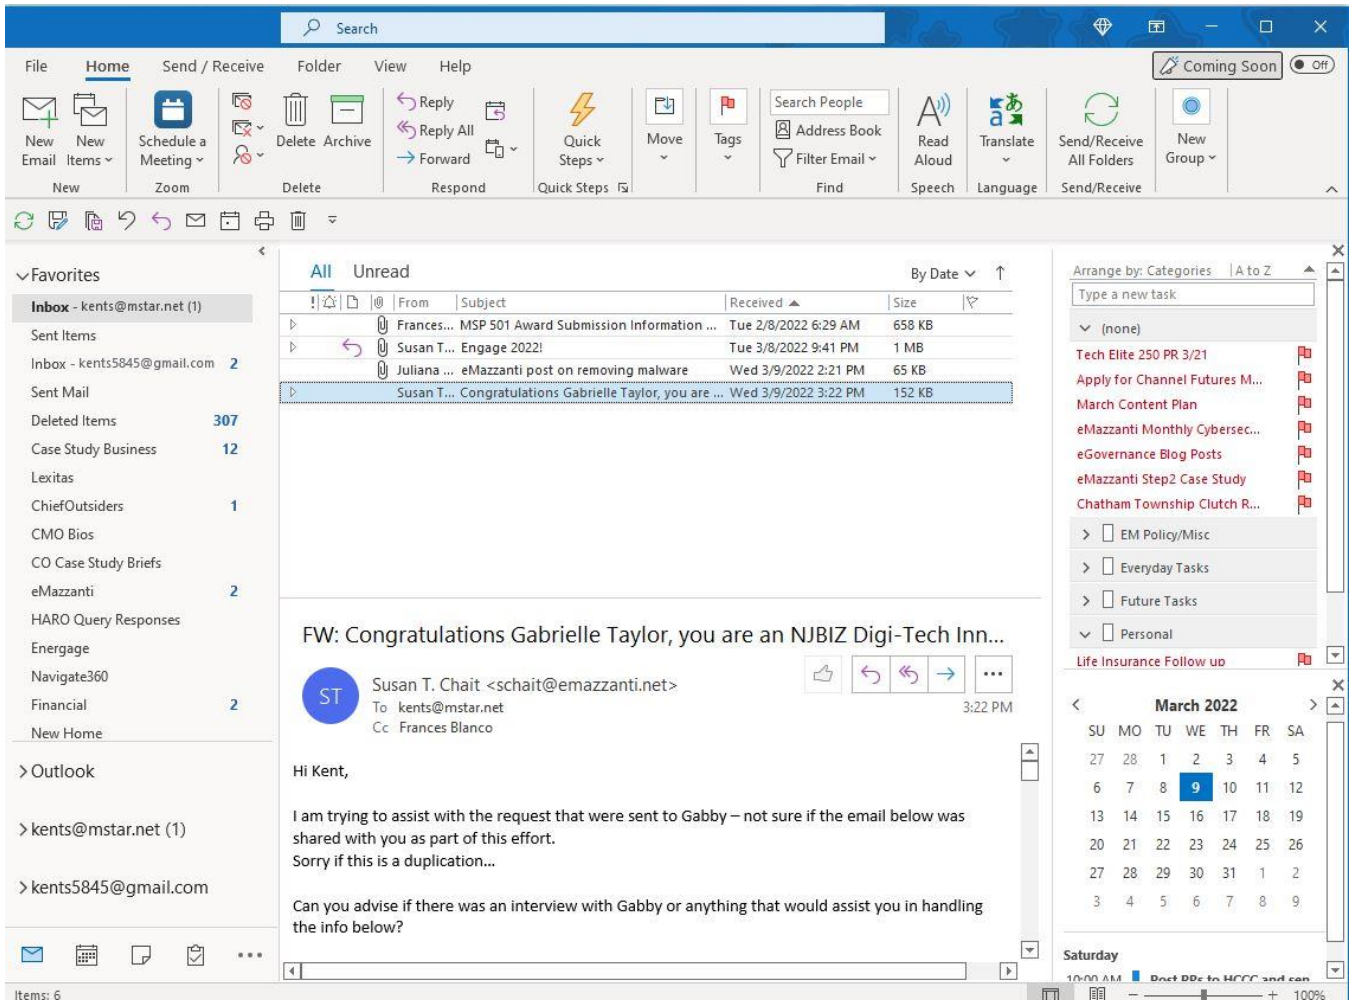 Search
File Home Send / Receive Folder View Help
Coming Soon Off
New Email
New Items
Schedule a Meeting
Delete Archive
Reply
Reply All
Forward
Quick Steps
Move
Tags
Search People
Address Book
Filter Email
Read Aloud
Translate
Send/Receive All Folders
New Group
New Zoom Delete Respond Quick Steps Find Speech Language Send/Receive
Favorites
Inbox - kents@mstar.net (1)
Sent Items
Inbox - kents5845@gmail.com 2
Sent Mail
Deleted Items 307
Case Study Business 12
Lexitas
ChiefOutsiders 1
CMO Bios
CO Case Study Briefs
eMazzanti 2
HARO Query Responses
Energage
Navigate360
Financial 2
New Home
Outlook
kents@mstar.net (1)
kents5845@gmail.com
Items: 6
All Unread By Date
! From Subject Received Size
Frances... MSP 501 Award Submission Information ... Tue 2/8/2022 6:29 AM 658 KB
Susan T... Engage 2022! Tue 3/8/2022 9:41 PM 1 MB
Juliana ... eMazzanti post on removing malware Wed 3/9/2022 2:21 PM 65 KB
Susan T... Congratulations Gabrielle Taylor, you are ... Wed 3/9/2022 3:22 PM 152 KB
FW: Congratulations Gabrielle Taylor, you are an NJBIZ Digi-Tech Inn...
ST
Susan T. Chait <schait@emazzanti.net>
To kents@mstar.net 3:22 PM
Cc Frances Blanco
Hi Kent,
I am trying to assist with the request that were sent to Gabby – not sure if the email below was
shared with you as part of this effort.
Sorry if this is a duplication...
Can you advise if there was an interview with Gabby or anything that would assist you in handling
the info below?
Arrange by: Categories A to Z
Type a new task
(none)
Tech Elite 250 PR 3/21
Apply for Channel Futures M...
March Content Plan
eMazzanti Monthly Cybersec...
eGovernance Blog Posts
eMazzanti Step2 Case Study
Chatham Township Clutch R...
EM Policy/Misc
Everyday Tasks
Future Tasks
Personal
Life Insurance Follow up
March 2022
SU MO TU WE TH FR SA
27 28 1 2 3 4 5
6 7 8 9 10 11 12
13 14 15 16 17 18 19
20 21 22 23 24 25 26
27 28 29 30 31 1 2
3 4 5 6 7 8 9
Saturday
10:00 AM Post PRs to HCCC and sen
100%